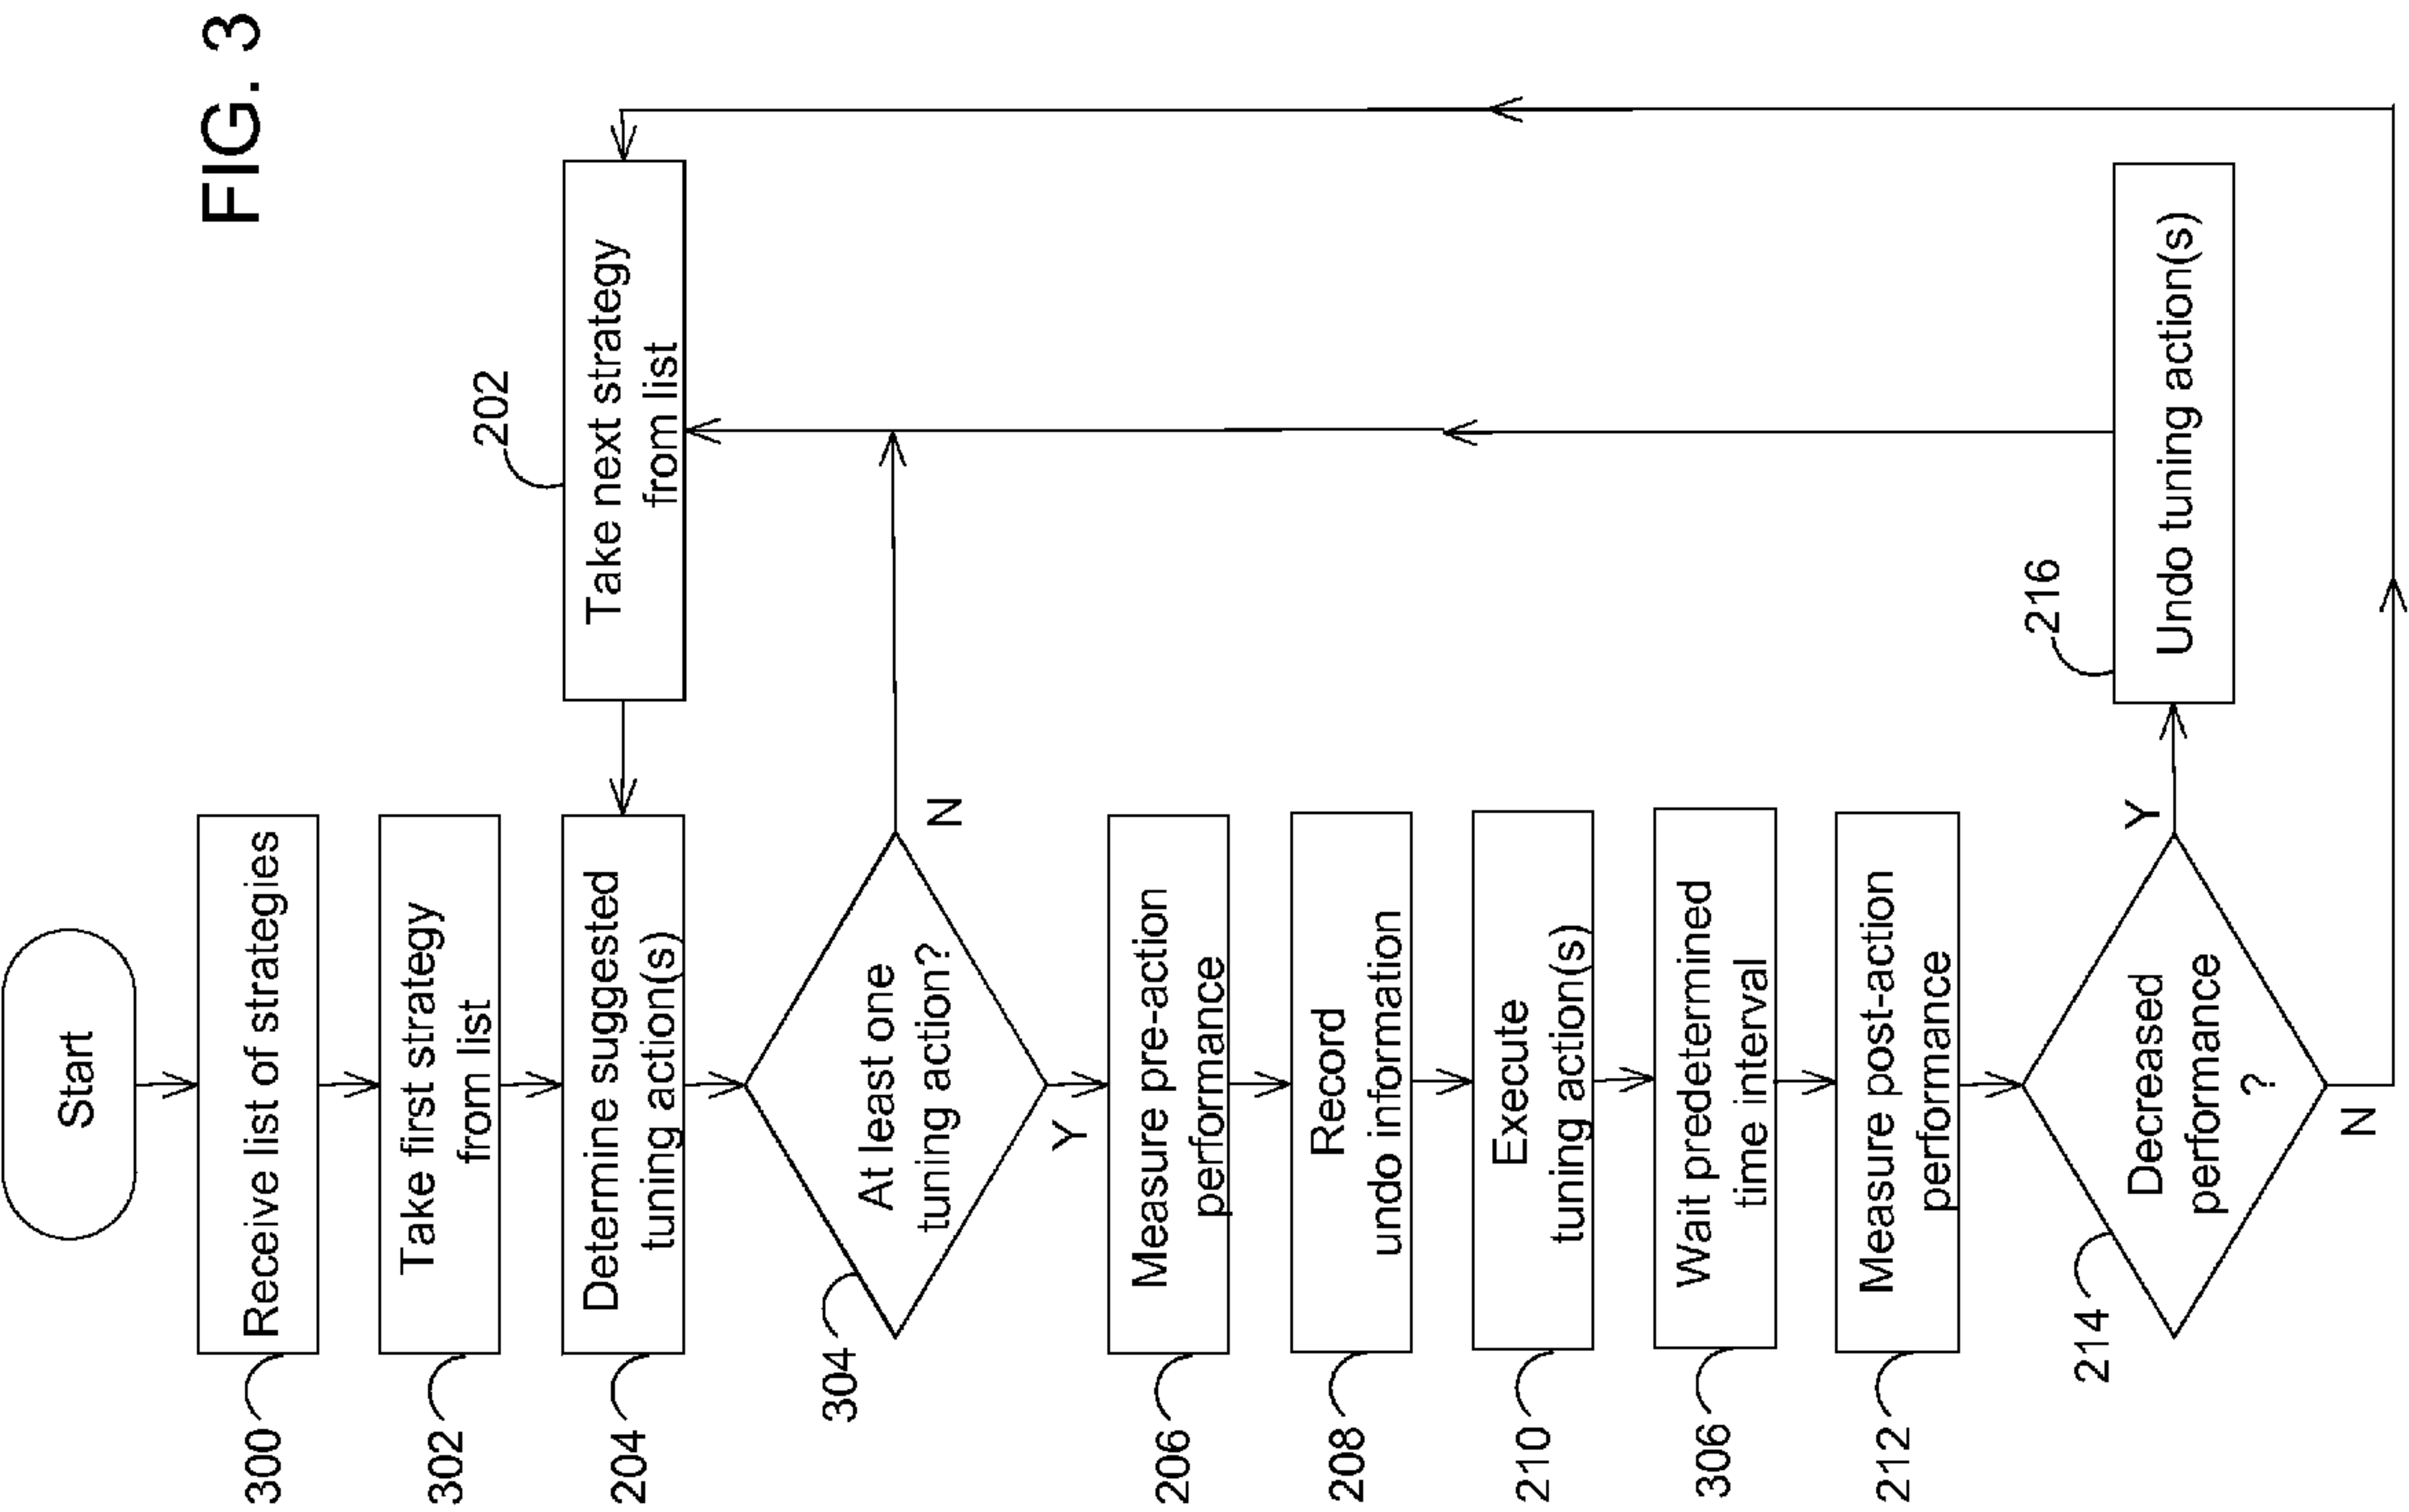 FIG. 3
Start
300
Receive list of strategies
302
Take first strategy
from list
202
Take next strategy
from list
204
Determine suggested
tuning action(s)
304
At least one
tuning action?
N
Y
206
Measure pre-action
performance
208
Record
undo information
210
Execute
tuning action(s)
306
Wait predetermined
time interval
212
Measure post-action
performance
214
Decreased
performance
?
Y
N
216
Undo tuning action(s)